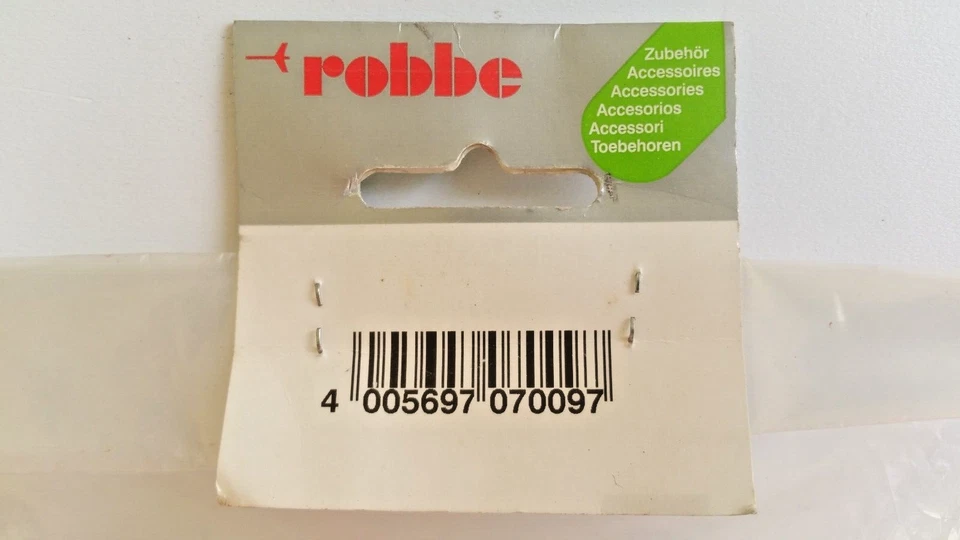 robbe
Zubehör
Accessoires
Accessories
Accesorios
Accessori
Toebehoren
4 005697 070097